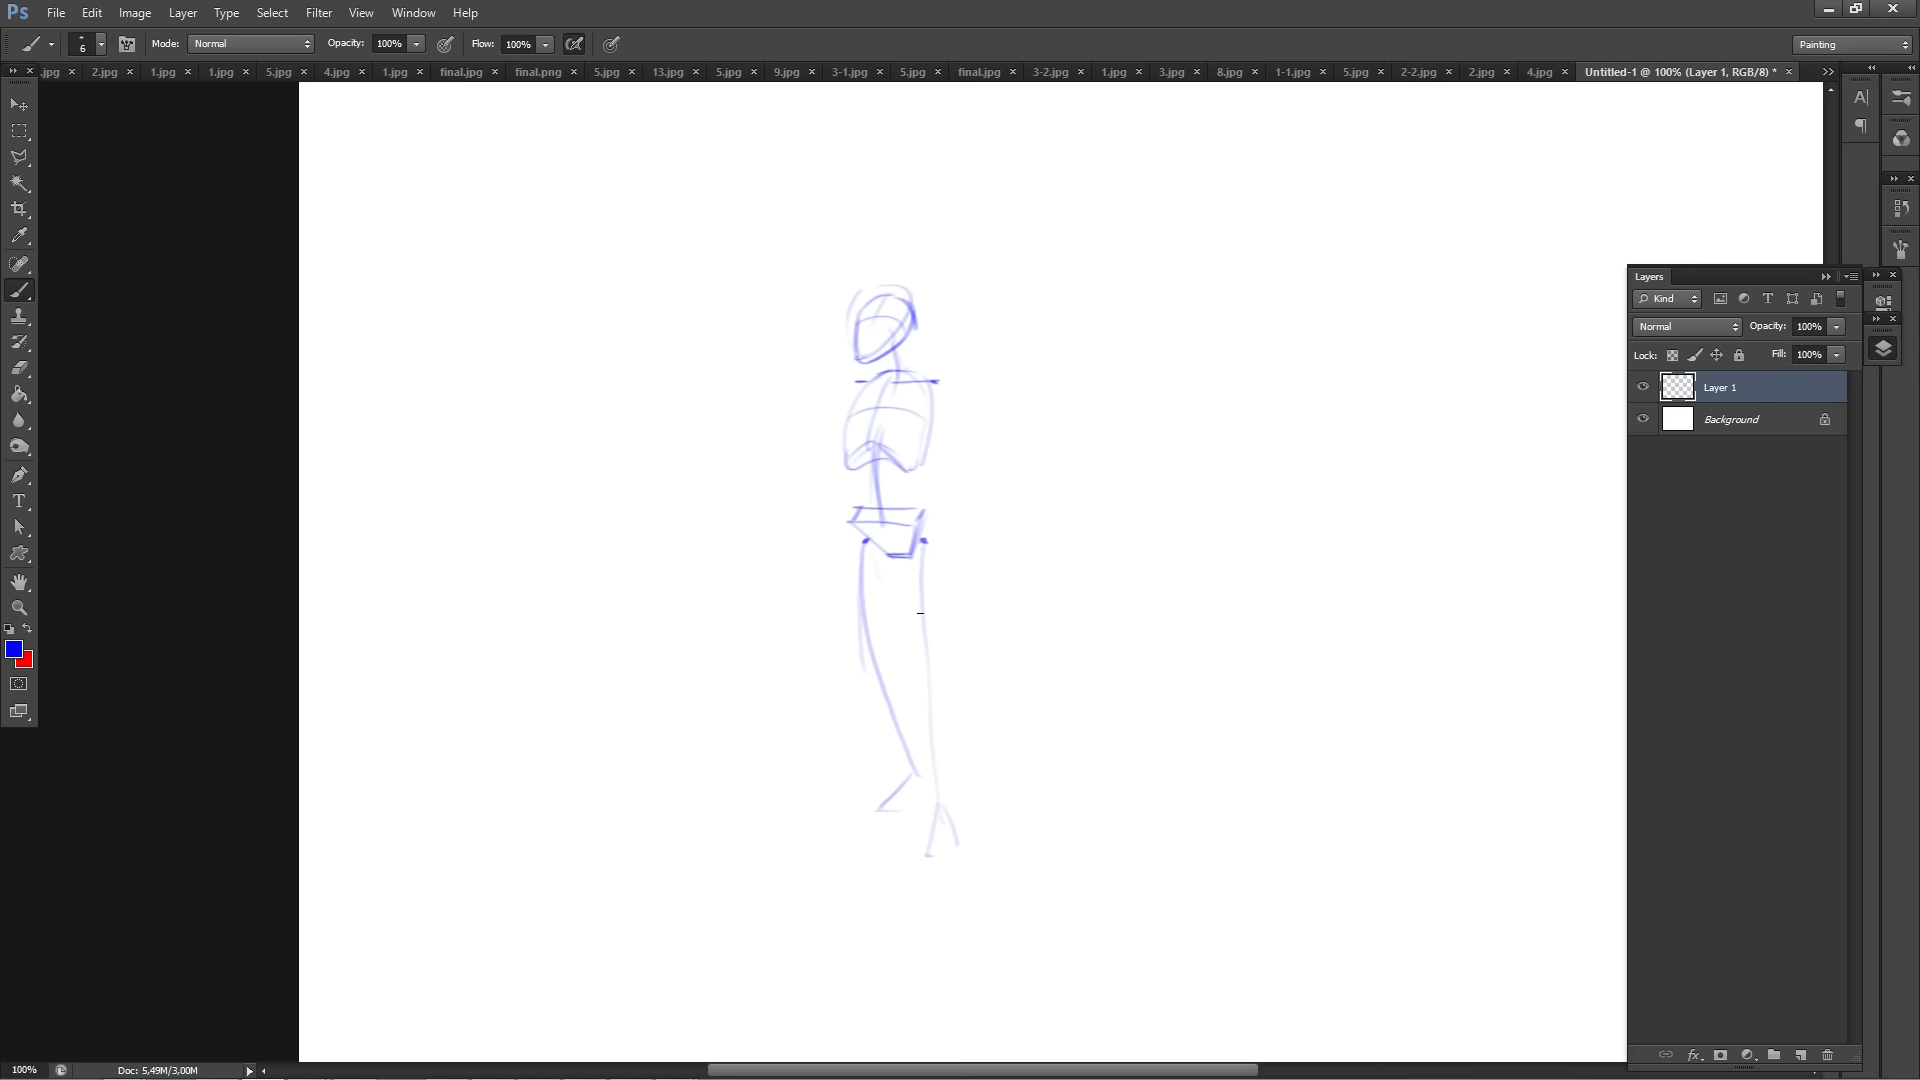 Ps File Edit Image Layer Type Select Filter View Window Help
6 Mode: Normal Opacity: 100% Flow: 100% Painting
.jpg 2.jpg 1.jpg 1.jpg 5.jpg 4.jpg 1.jpg final.jpg final.png 5.jpg 13.jpg 5.jpg 9.jpg 3-1.jpg 5.jpg final.jpg 3-2.jpg 1.jpg 3.jpg 8.jpg 1-1.jpg 5.jpg 2-2.jpg 2.jpg 4.jpg Untitled-1 @ 100% (Layer 1, RGB/8) *
Layers
Kind
Normal Opacity: 100%
Lock: Fill: 100%
Layer 1
Background
100% Doc: 5,49M/3,00M